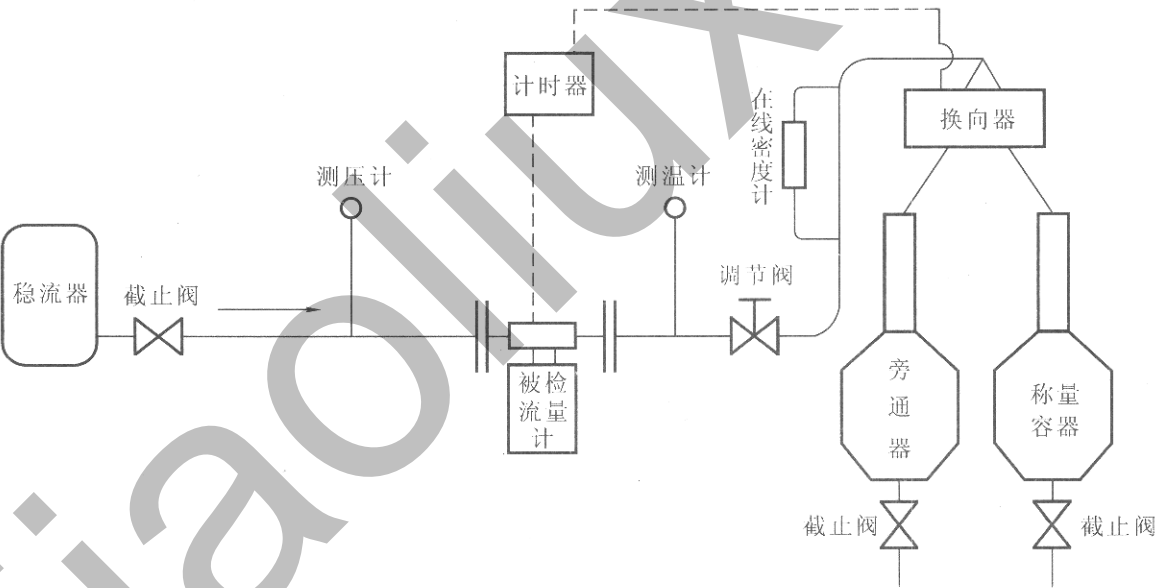 计时器
换向器
在线密度计
测压计
测温计
稳流器
截止阀
调节阀
被检
流量
计
旁
通
器
称量
容器
截止阀
截止阀
jiaoliux